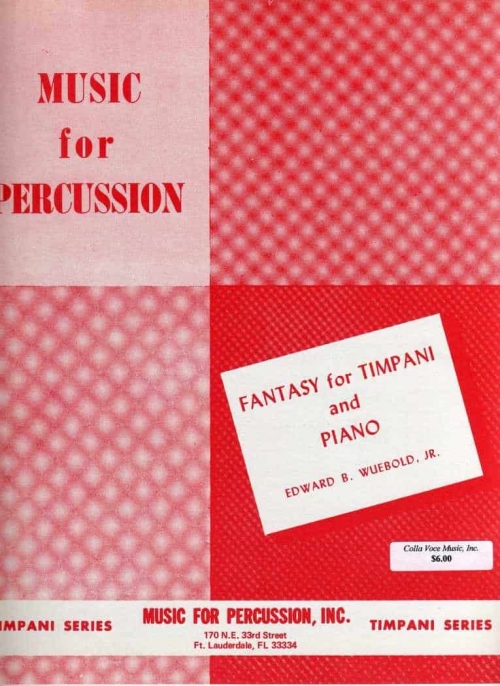 MUSIC
for
PERCUSSION
FANTASY for TIMPANI
and
PIANO
EDWARD B. WUEBOLD, JR.
Colla Voce Music, Inc.
$6.00
IMPANI SERIES
MUSIC FOR PERCUSSION, INC.
170 N.E. 33rd Street
Ft. Lauderdale, FL 33334
TIMPANI SERIES